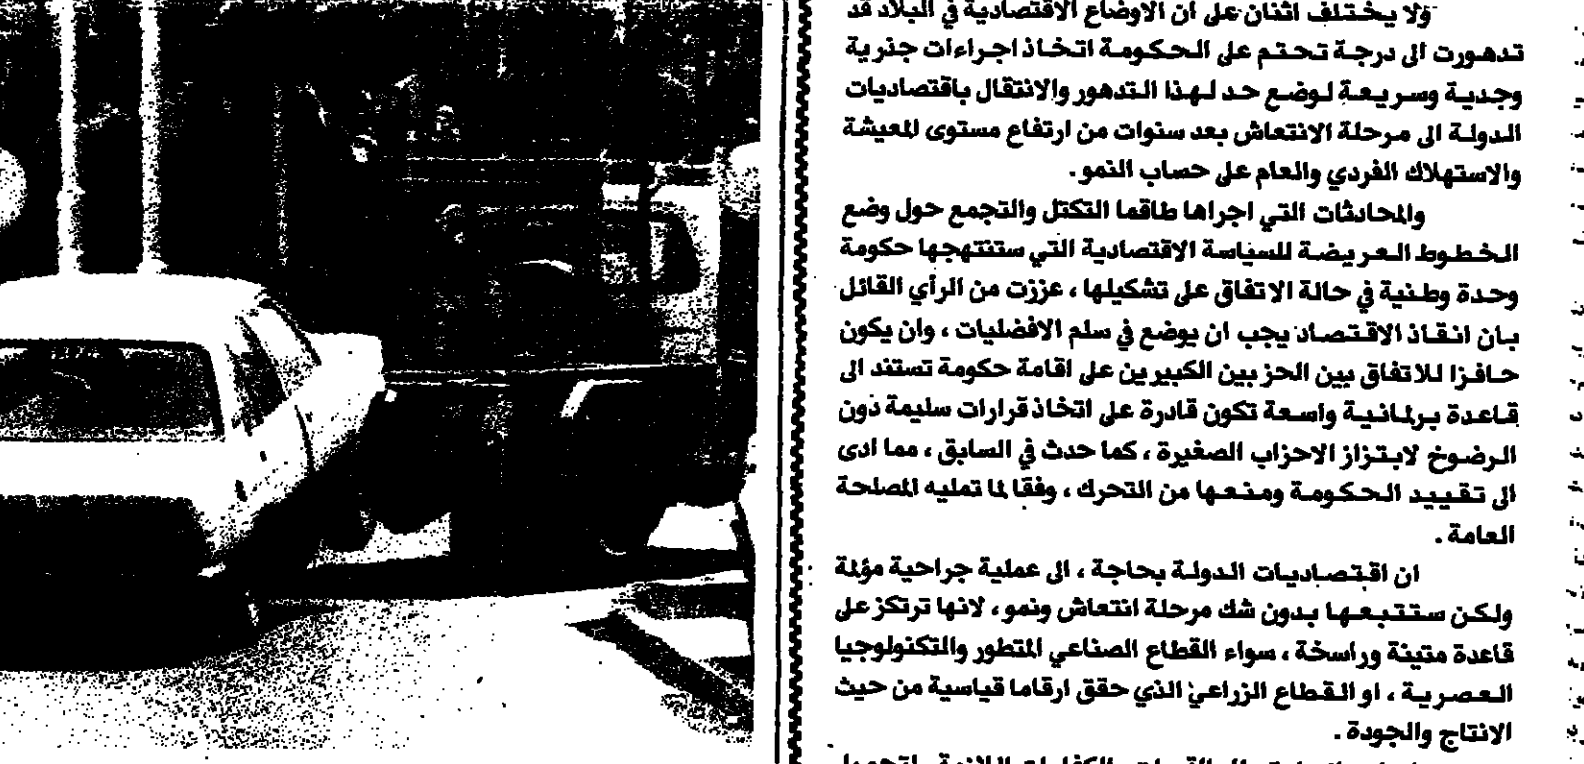 ولا يختلف اثنان على ان الاوضاع الاقتصادية في البلاد قد
تدهورت الى درجة تحتم على الحكومة اتخاذ اجراءات جذرية
وجدية وسريعة لوضع حد لهذا التدهور والانتقال باقتصاديات
الدولة الى مرحلة الانتعاش بعد سنوات من ارتفاع مستوى المعيشة
والاستهلاك الفردي والعام على حساب النمو .
والمحادثات التي اجراها طاقما التكتل والتجمع حول وضع
الخطوط العريضة للسياسة الاقتصادية التي ستنتهجها حكومة
وحدة وطنية في حالة الاتفاق على تشكيلها ، عززت من الرأي القائل
بان انقاذ الاقتصاد يجب ان يوضع في سلم الافضليات ، وان يكون
حافزا للاتفاق بين الحزبين الكبيرين على اقامة حكومة تستند الى
قاعدة برلمانية واسعة تكون قادرة على اتخاذ قرارات سليمة دون
الرضوخ لابتزاز الاحزاب الصغيرة ، كما حدث في السابق ، مما ادى
الى تقييد الحكومة ومنعها من التحرك ، وفقا لما تمليه المصلحة
العامة .
ان اقتصاديات الدولة بحاجة ، الى عملية جراحية مؤلمة
ولكن ستتبعها بدون شك مرحلة انتعاش ونمو ، لانها ترتكز على
قاعدة متينة وراسخة ، سواء القطاع الصناعي المتطور والتكنولوجيا
العصرية ، او القطاع الزراعي الذي حقق ارقاما قياسية من حيث
الانتاج والجودة .